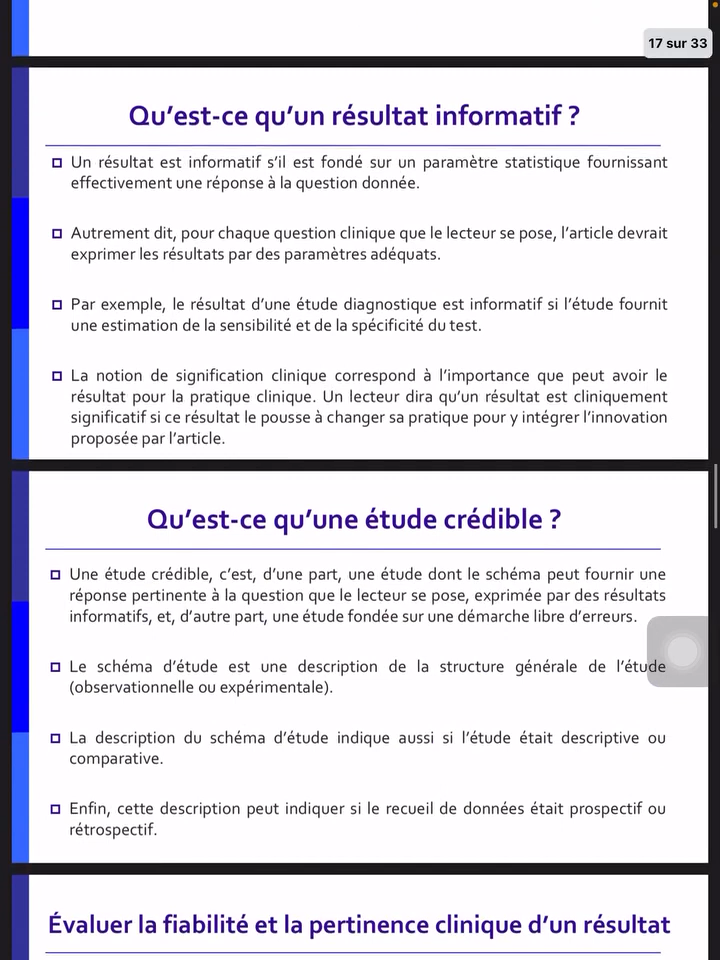 17 sur 33
Qu’est-ce qu’un résultat informatif ?
Un résultat est informatif s’il est fondé sur un paramètre statistique fournissant
effectivement une réponse à la question donnée.
Autrement dit, pour chaque question clinique que le lecteur se pose, l’article devrait
exprimer les résultats par des paramètres adéquats.
Par exemple, le résultat d’une étude diagnostique est informatif si l’étude fournit
une estimation de la sensibilité et de la spécificité du test.
La notion de signification clinique correspond à l’importance que peut avoir le
résultat pour la pratique clinique. Un lecteur dira qu’un résultat est cliniquement
significatif si ce résultat le pousse à changer sa pratique pour y intégrer l’innovation
proposée par l’article.
Qu’est-ce qu’une étude crédible ?
Une étude crédible, c’est, d’une part, une étude dont le schéma peut fournir une
réponse pertinente à la question que le lecteur se pose, exprimée par des résultats
informatifs, et, d’autre part, une étude fondée sur une démarche libre d’erreurs.
Le schéma d’étude est une description de la structure générale de l’étude
(observationnelle ou expérimentale).
La description du schéma d’étude indique aussi si l’étude était descriptive ou
comparative.
Enfin, cette description peut indiquer si le recueil de données était prospectif ou
rétrospectif.
Évaluer la fiabilité et la pertinence clinique d’un résultat